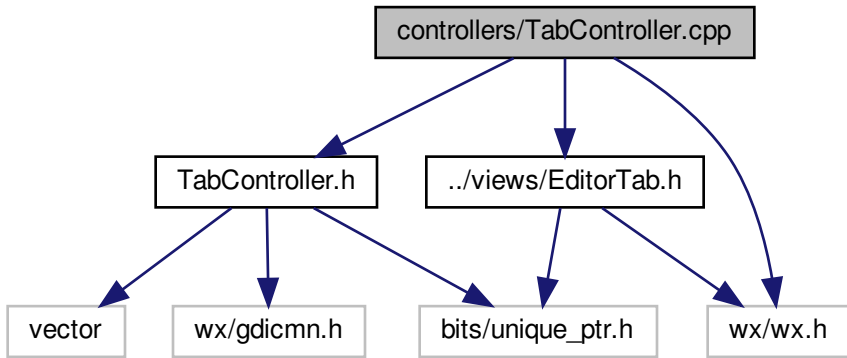 controllers/TabController.cpp
TabController.h
../views/EditorTab.h
vector
wx/gdicmn.h
bits/unique_ptr.h
wx/wx.h